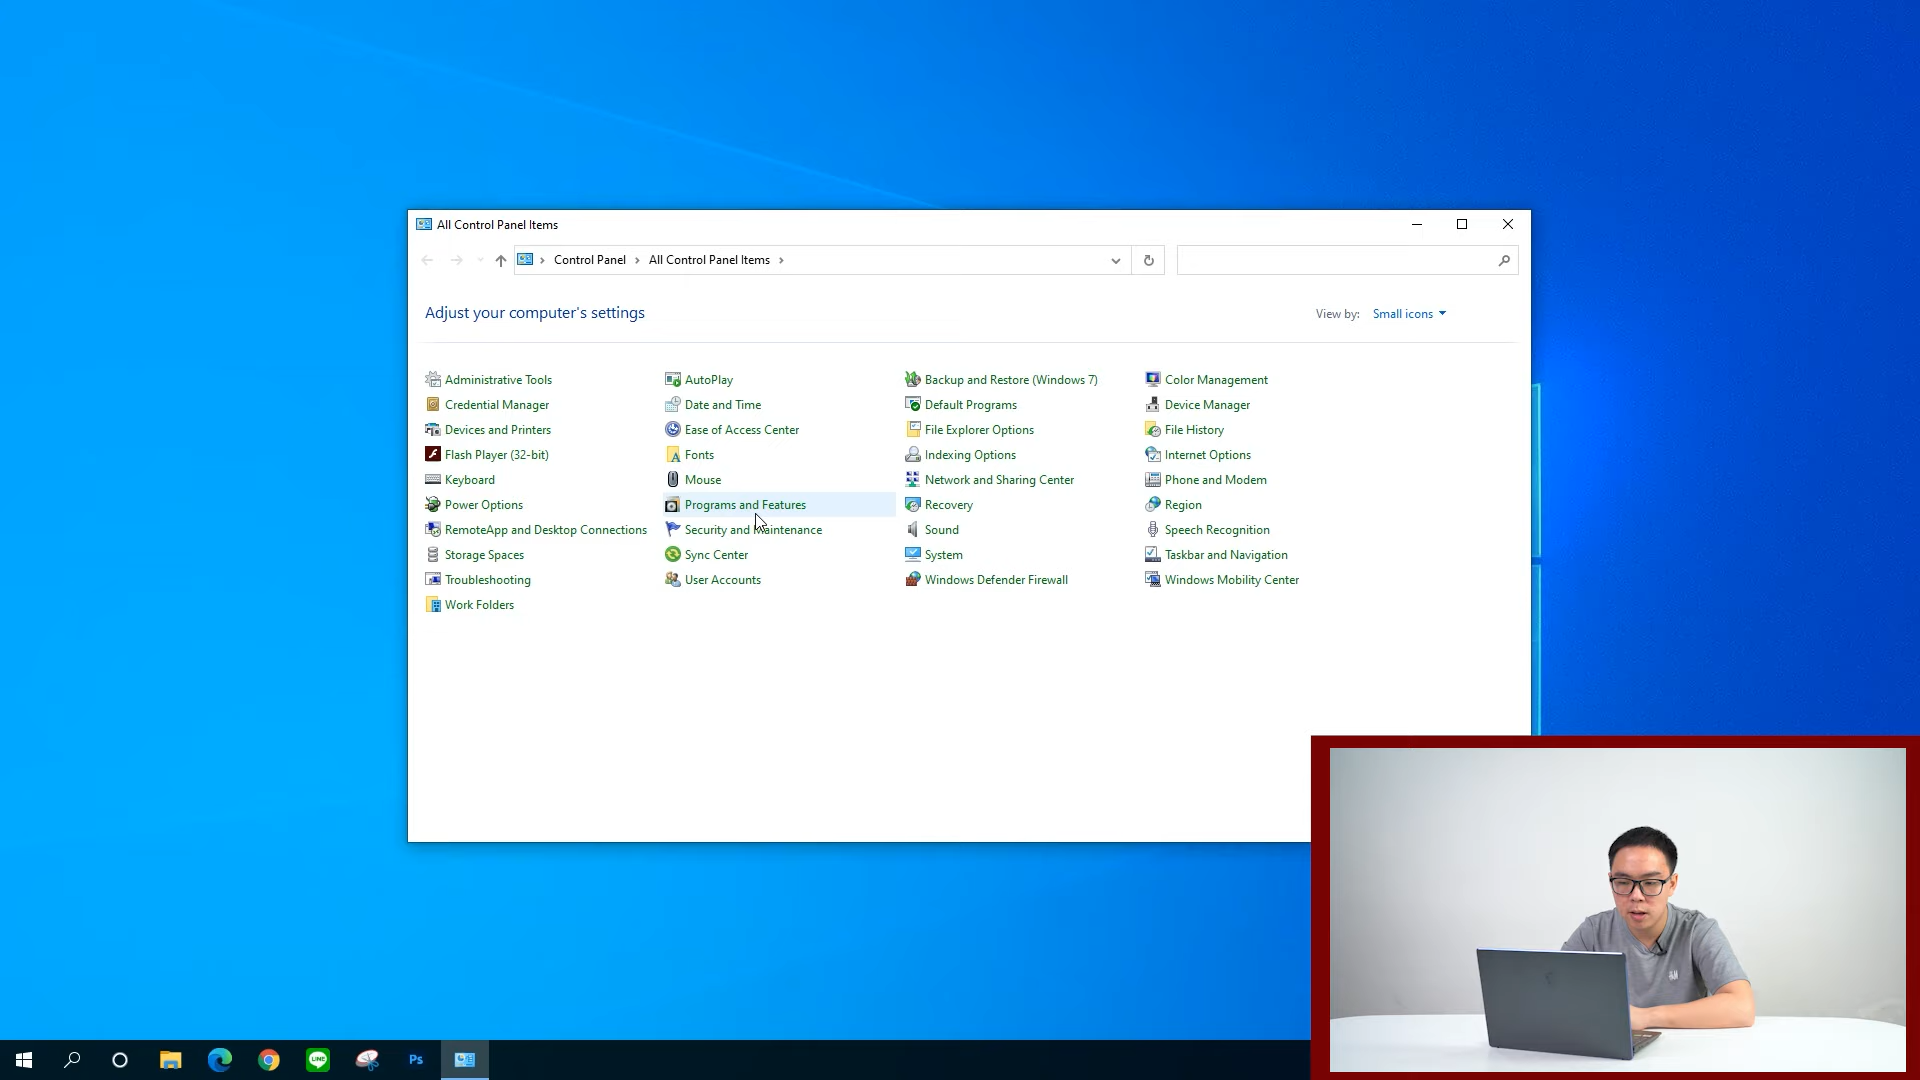 All Control Panel Items
Control Panel
All Control Panel Items
Adjust your computer's settings
View by: Small icons
Administrative Tools
AutoPlay
Backup and Restore (Windows 7)
Color Management
Credential Manager
Date and Time
Default Programs
Device Manager
Devices and Printers
Ease of Access Center
File Explorer Options
File History
Flash Player (32-bit)
Fonts
Indexing Options
Internet Options
Keyboard
Mouse
Network and Sharing Center
Phone and Modem
Power Options
Programs and Features
Recovery
Region
RemoteApp and Desktop Connections
Security and Maintenance
Sound
Speech Recognition
Storage Spaces
Sync Center
System
Taskbar and Navigation
Troubleshooting
User Accounts
Windows Defender Firewall
Windows Mobility Center
Work Folders
LINE
Ps
H&M